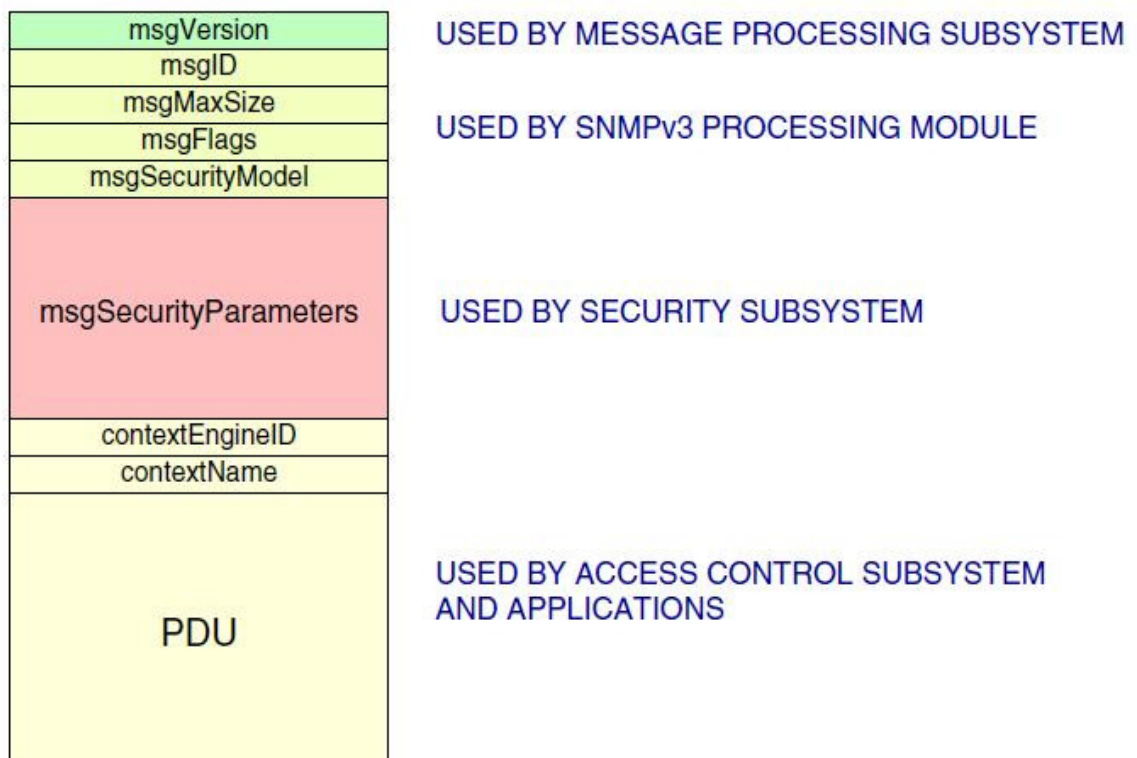 msgVersion
USED BY MESSAGE PROCESSING SUBSYSTEM
msgID
msgMaxSize
msgFlags
USED BY SNMPv3 PROCESSING MODULE
msgSecurityModel
msgSecurityParameters
USED BY SECURITY SUBSYSTEM
contextEngineID
contextName
PDU
USED BY ACCESS CONTROL SUBSYSTEM
AND APPLICATIONS